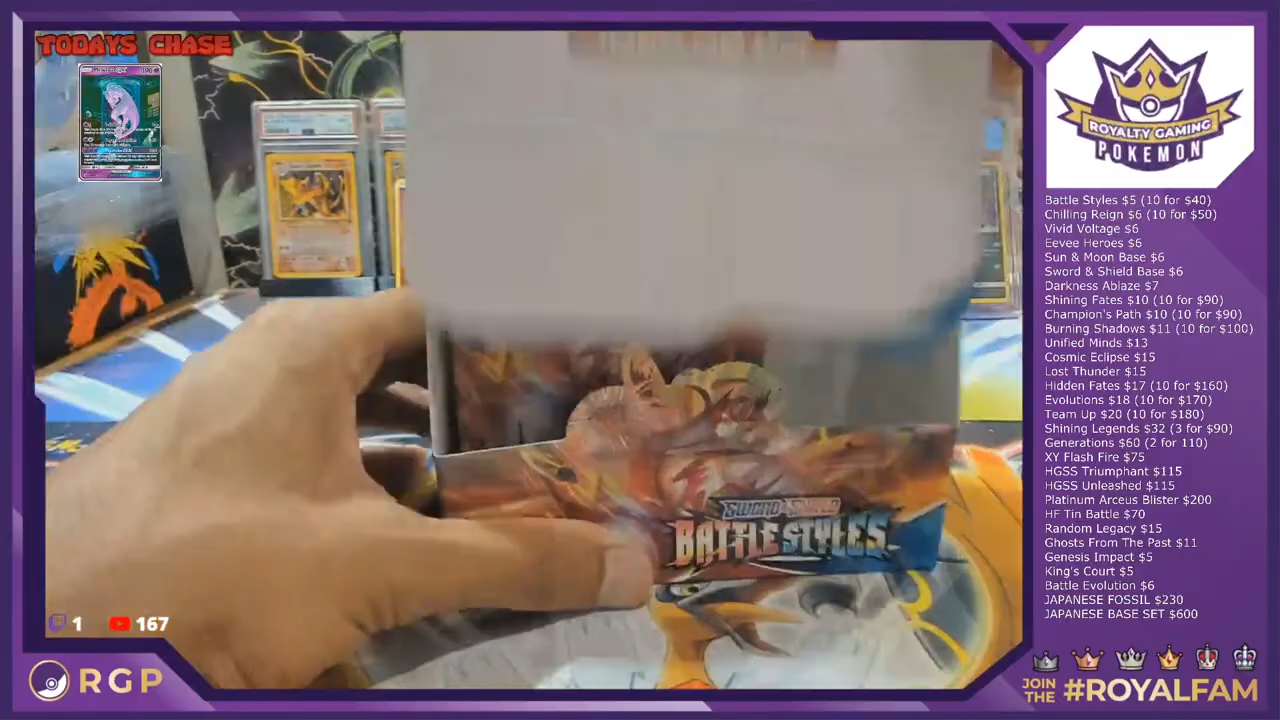 TODAYS CHASE
ROYALTY GAMING
POKEMON
Battle Styles $5 (10 for $40)
Chilling Reign $6 (10 for $50)
Vivid Voltage $6
Eevee Heroes $6
Sun & Moon Base $6
Sword & Shield Base $6
Darkness Ablaze $7
Shining Fates $10 (10 for $90)
Champion's Path $10 (10 for $90)
Burning Shadows $11 (10 for $100)
Unified Minds $13
Cosmic Eclipse $15
Lost Thunder $15
Hidden Fates $17 (10 for $160)
Evolutions $18 (10 for $170)
Team Up $20 (10 for $180)
Shining Legends $32 (3 for $90)
Generations $60 (2 for 110)
XY Flash Fire $75
HGSS Triumphant $115
HGSS Unleashed $115
Platinum Arceus Blister $200
HF Tin Battle $70
Random Legacy $15
Ghosts From The Past $11
Genesis Impact $5
King's Court $5
Battle Evolution $6
JAPANESE FOSSIL $230
JAPANESE BASE SET $600
SWORD & SHIELD
BATTLE STYLES
1 167
RGP
JOIN THE #ROYALFAM